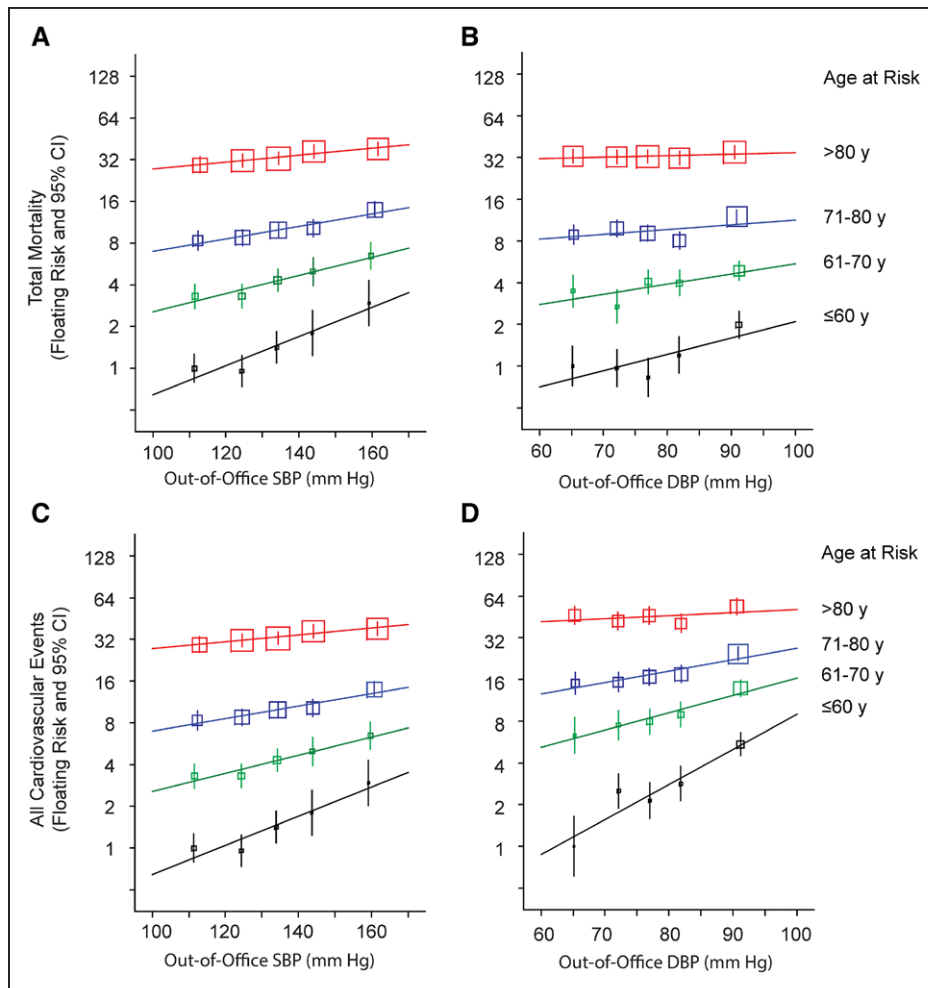 A
B
Total Mortality
(Floating Risk and 95% CI)
128
64
32
16
8
4
2
1
100 120 140 160
Out-of-Office SBP (mm Hg)
128
64
32
16
8
4
2
1
60 70 80 90 100
Out-of-Office DBP (mm Hg)
Age at Risk
>80 y
71-80 y
61-70 y
≤60 y
C
D
All Cardiovascular Events
(Floating Risk and 95% CI)
128
64
32
16
8
4
2
1
100 120 140 160
Out-of-Office SBP (mm Hg)
128
64
32
16
8
4
2
1
60 70 80 90 100
Out-of-Office DBP (mm Hg)
Age at Risk
>80 y
71-80 y
61-70 y
≤60 y